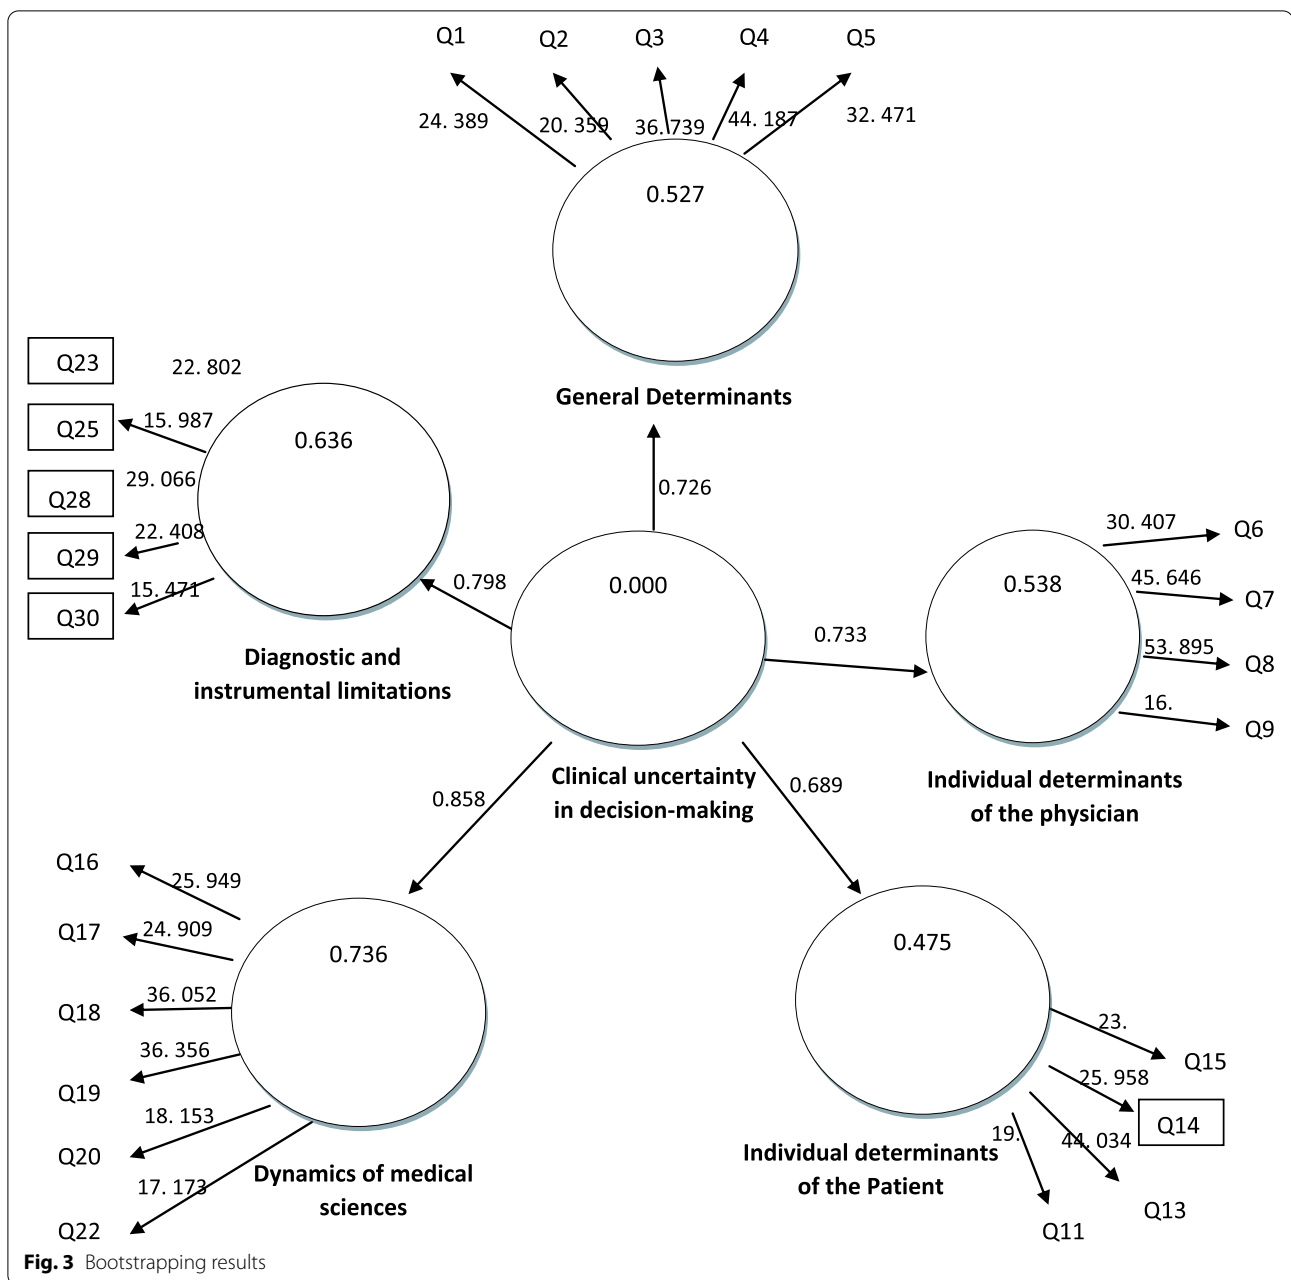 Q1 Q2 Q3 Q4 Q5
24. 389 20. 359 36. 739 44. 187 32. 471
0.527
General Determinants
Q23 22. 802
Q25 15. 987
Q28 29. 066
Q29 22. 408
Q30 15. 471
0.636
Diagnostic and
instrumental limitations
0.726
0.798
0.000
0.733
Clinical uncertainty
in decision-making
0.858
0.689
30. 407 Q6
45. 646 Q7
53. 895 Q8
16. Q9
0.538
Individual determinants
of the physician
Q16 25. 949
Q17 24. 909
Q18 36. 052
Q19 36. 356
Q20 18. 153
Q22 17. 173
0.736
Dynamics of medical
sciences
0.475
23. Q15
25. 958 Q14
44. 034 Q13
19. Q11
Individual determinants
of the Patient
Fig. 3 Bootstrapping results